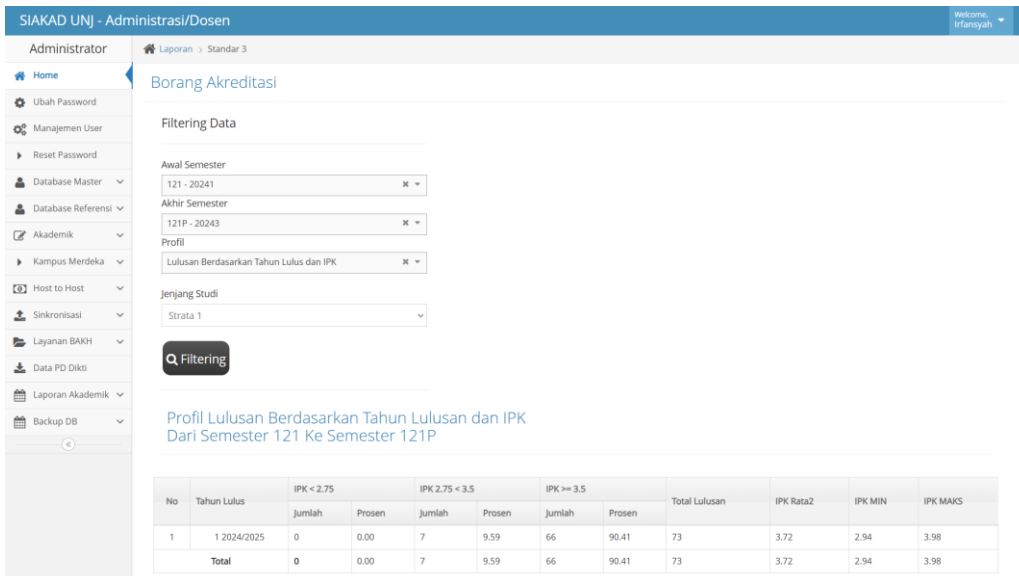 SIAKAD UNJ - Administrasi/Dosen
Welcome,
Irfansyah
Administrator
Laporan > Standar 3
Home
Ubah Password
Manajemen User
Reset Password
Database Master
Database Referensi
Akademik
Kampus Merdeka
Host to Host
Sinkronisasi
Layanan BAKH
Data PD Dikti
Laporan Akademik
Backup DB
Borang Akreditasi
Filtering Data
Awal Semester
121 - 20241
Akhir Semester
121P - 20243
Profil
Lulusan Berdasarkan Tahun Lulus dan IPK
Jenjang Studi
Strata 1
Filtering
Profil Lulusan Berdasarkan Tahun Lulusan dan IPK
Dari Semester 121 Ke Semester 121P
No Tahun Lulus IPK < 2.75 IPK 2.75 < 3.5 IPK >= 3.5 Total Lulusan IPK Rata2 IPK MIN IPK MAKS
Jumlah Prosen Jumlah Prosen Jumlah Prosen
1 1 2024/2025 0 0.00 7 9.59 66 90.41 73 3.72 2.94 3.98
Total 0 0.00 7 9.59 66 90.41 73 3.72 2.94 3.98